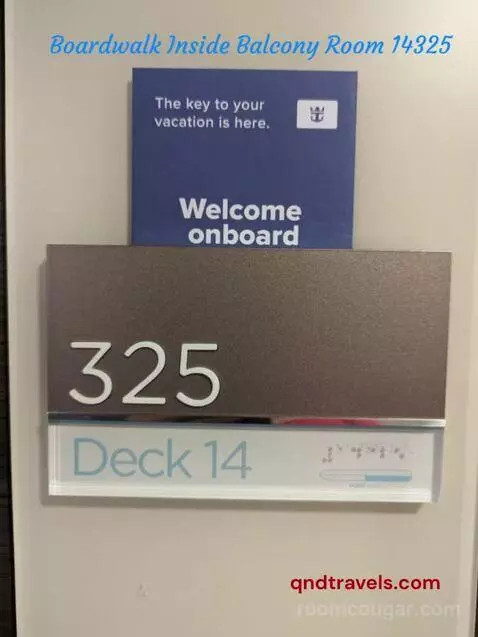 Boardwalk Inside Balcony Room 14325
The key to your
vacation is here.
Welcome
onboard
325
Deck 14
qndtravels.com
roomcougar.com